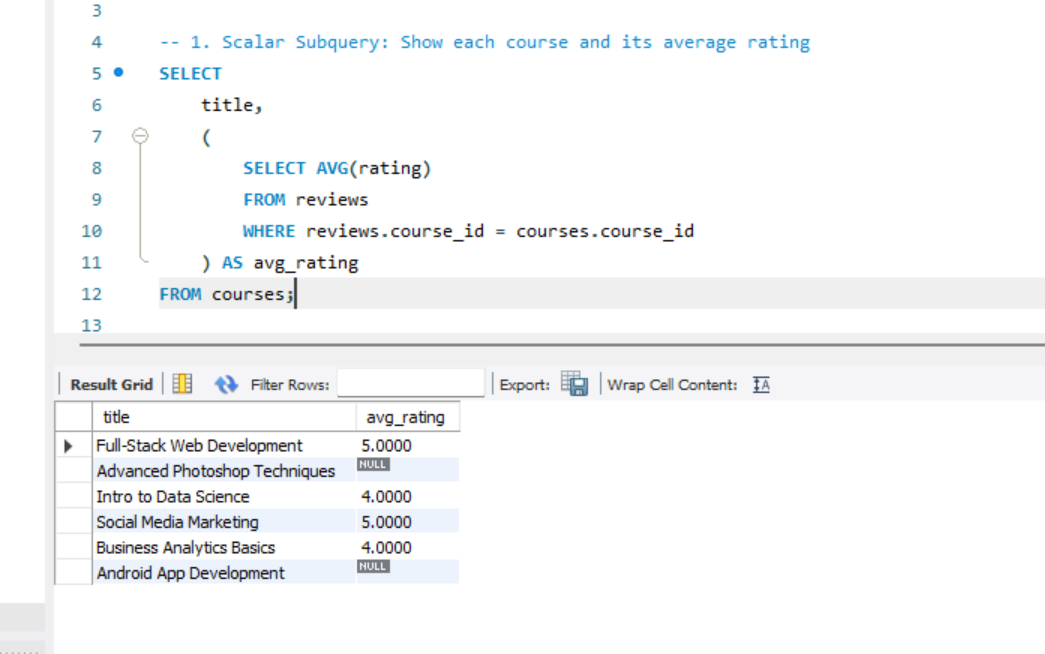 3
4 -- 1. Scalar Subquery: Show each course and its average rating
5 SELECT
6 title,
7 (
8 SELECT AVG(rating)
9 FROM reviews
10 WHERE reviews.course_id = courses.course_id
11 ) AS avg_rating
12 FROM courses;
13
Result Grid Filter Rows: Export: Wrap Cell Content: IA
title avg_rating
Full-Stack Web Development 5.0000
Advanced Photoshop Techniques NULL
Intro to Data Science 4.0000
Social Media Marketing 5.0000
Business Analytics Basics 4.0000
Android App Development NULL